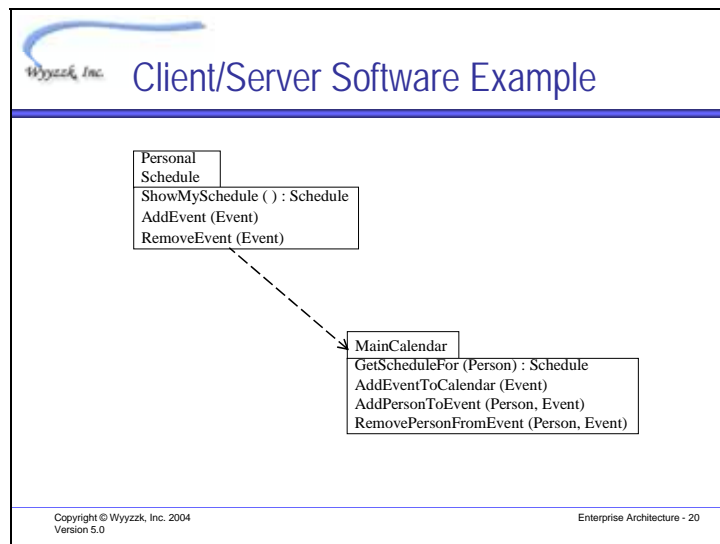 Wyyzzk, Inc.
Client/Server Software Example
Personal
Schedule
ShowMySchedule ( ) : Schedule
AddEvent (Event)
RemoveEvent (Event)
MainCalendar
GetScheduleFor (Person) : Schedule
AddEventToCalendar (Event)
AddPersonToEvent (Person, Event)
RemovePersonFromEvent (Person, Event)
Copyright © Wyyzzk, Inc. 2004
Version 5.0
Enterprise Architecture - 20